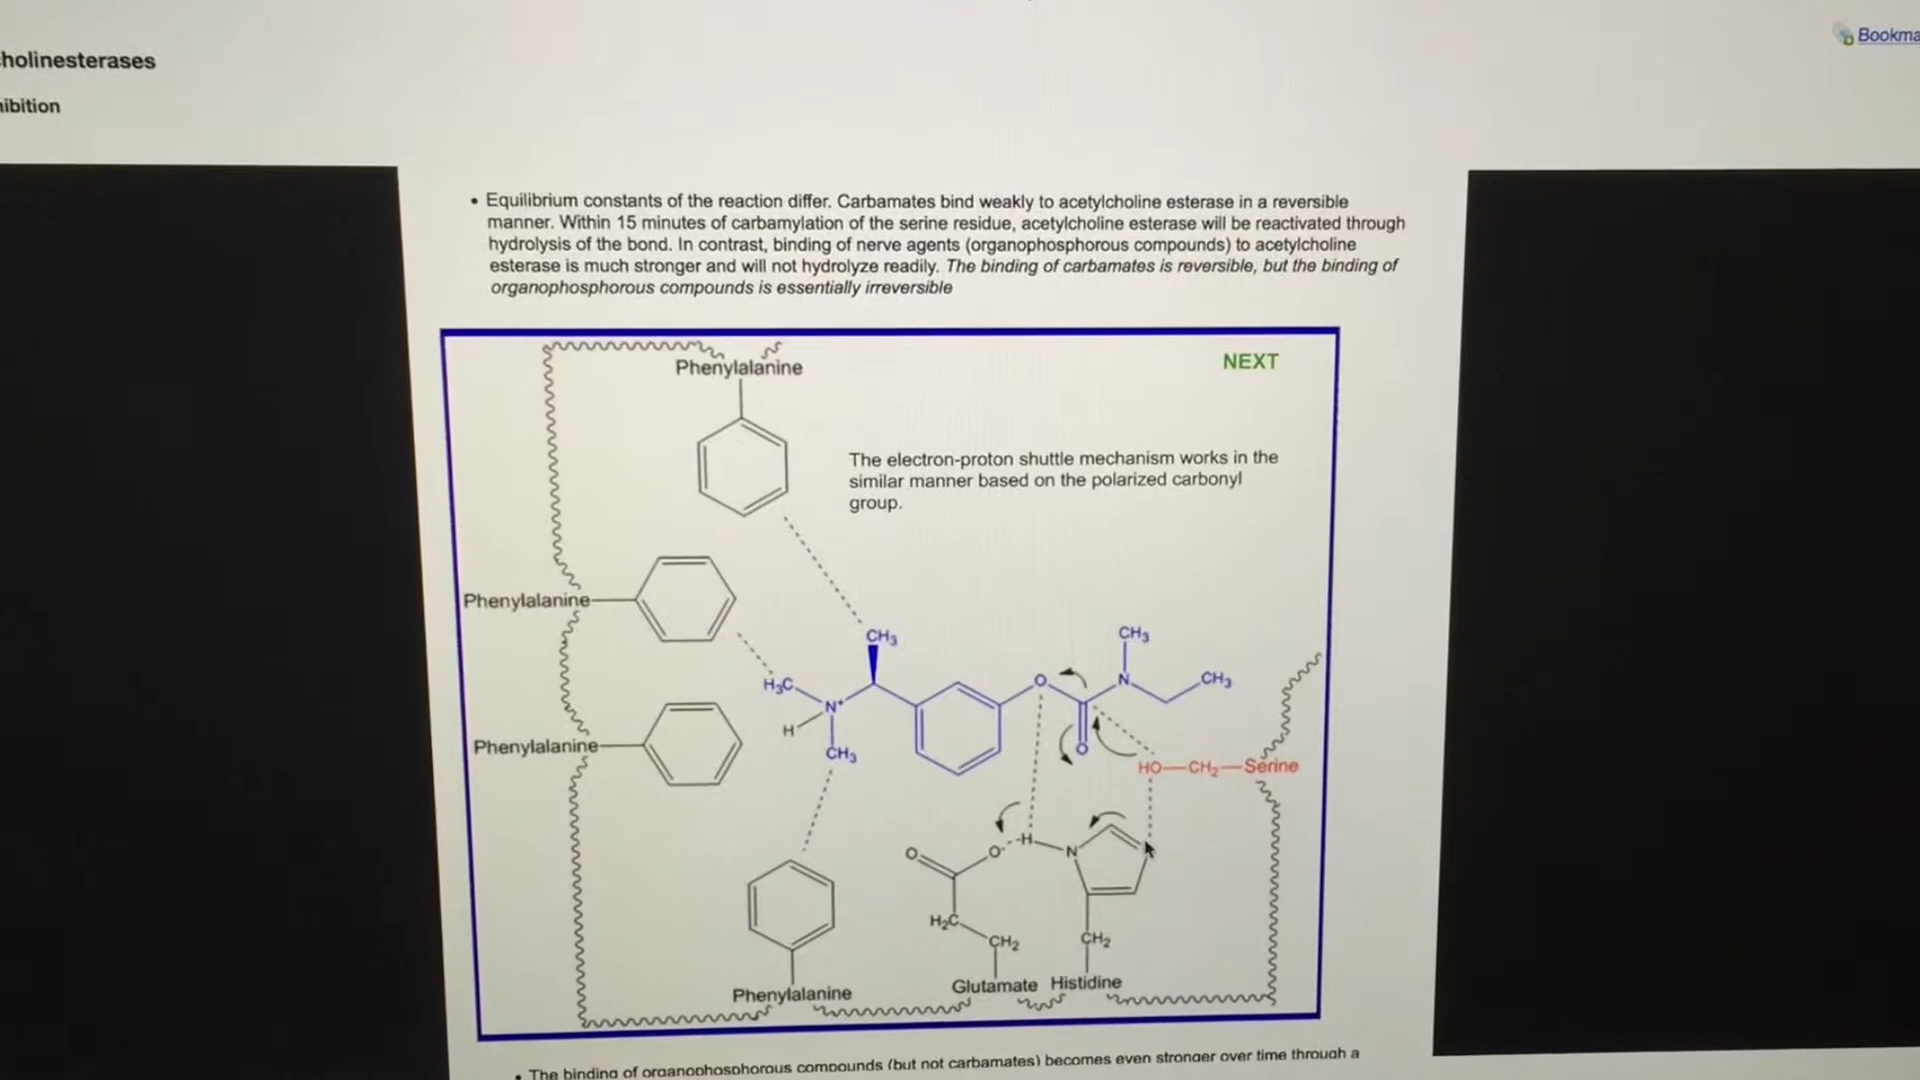 Bookma
holinesterases
ibition
• Equilibrium constants of the reaction differ. Carbamates bind weakly to acetylcholine esterase in a reversible
manner. Within 15 minutes of carbamylation of the serine residue, acetylcholine esterase will be reactivated through
hydrolysis of the bond. In contrast, binding of nerve agents (organophosphorous compounds) to acetylcholine
esterase is much stronger and will not hydrolyze readily. The binding of carbamates is reversible, but the binding of
organophosphorous compounds is essentially irreversible
Phenylalanine
NEXT
The electron-proton shuttle mechanism works in the
similar manner based on the polarized carbonyl
group.
Phenylalanine
CH3
CH3
H3C
N+
H
CH3
O
N
CH3
O
Phenylalanine
HO—CH2—Serine
O
O-
H
N
H2C
CH2
CH2
Phenylalanine
Glutamate
Histidine
• The binding of organophosphorous compounds (but not carbamates) becomes even stronger over time through a